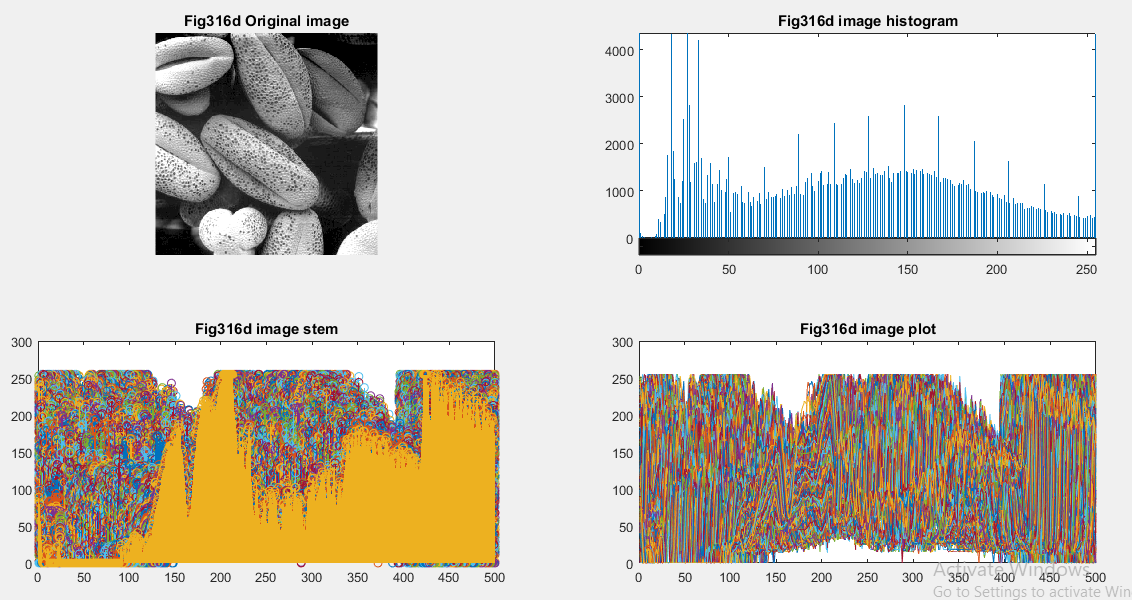 Fig316d Original image
Fig316d image histogram
4000
3000
2000
1000
0
0 50 100 150 200 250
Fig316d image stem
300
250
200
150
100
50
0
0 50 100 150 200 250 300 350 400 450 500
Fig316d image plot
300
250
200
150
100
50
0
0 50 100 150 200 250 300 350 400 450 500
Activate Windows
Go to Settings to activate Win